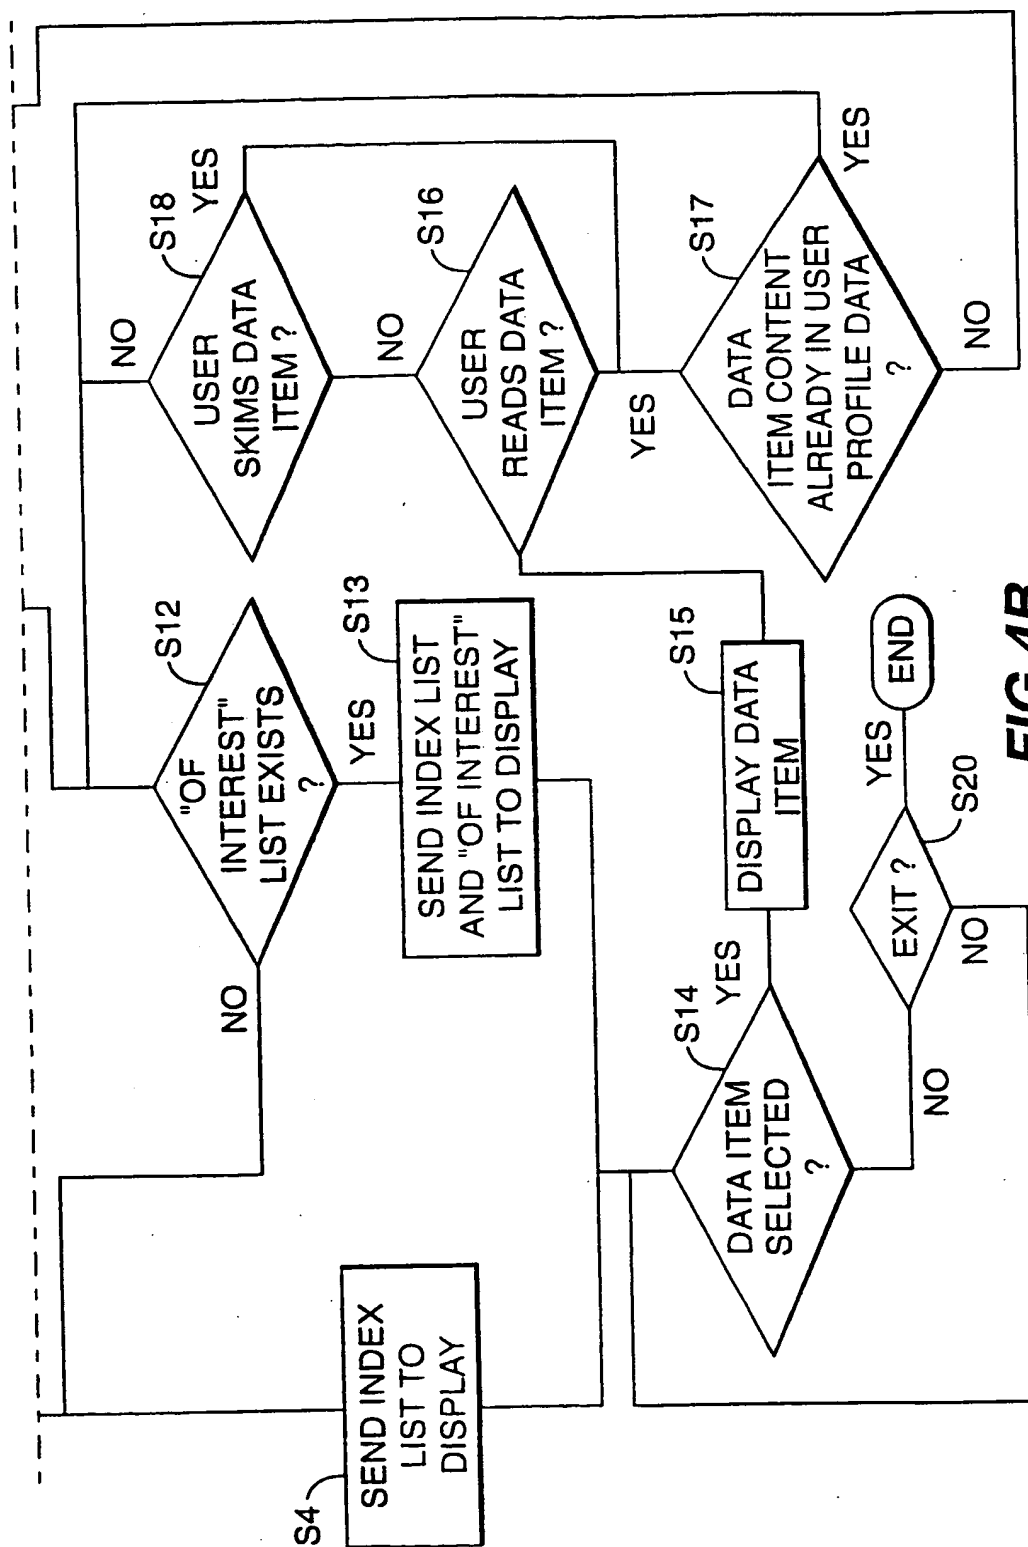 S4
SEND INDEX
LIST TO
DISPLAY
NO
"OF
INTEREST"
LIST EXISTS
?
S12
YES
SEND INDEX LIST
AND "OF INTEREST"
LIST TO DISPLAY
S13
NO
USER
SKIMS DATA
ITEM ?
S18
YES
NO
USER
READS DATA
ITEM ?
S16
YES
DATA
ITEM CONTENT
ALREADY IN USER
PROFILE DATA
?
S17
YES
NO
DATA ITEM
SELECTED
?
S14
YES
NO
DISPLAY DATA
ITEM
S15
EXIT ?
S20
YES
NO
END
FIG.4B